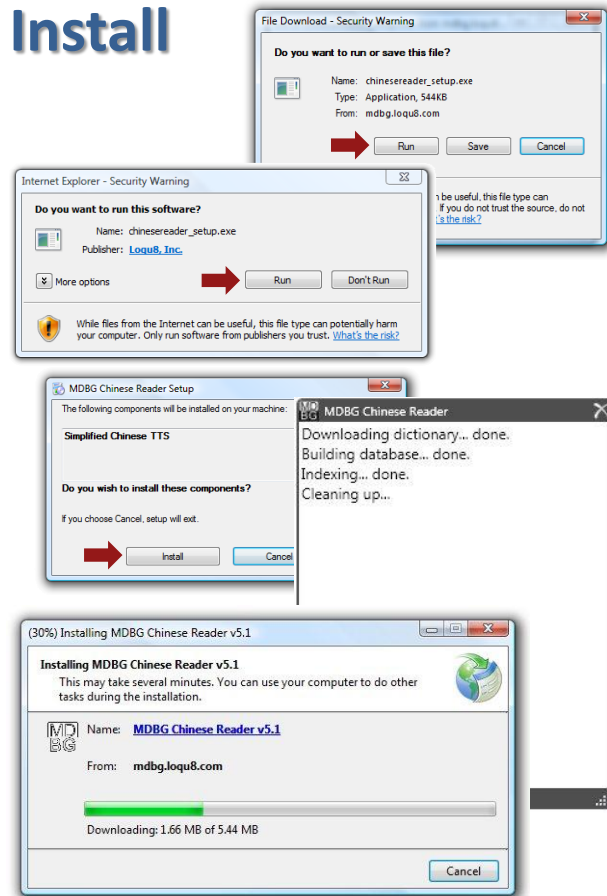 Install
File Download - Security Warning
Do you want to run or save this file?
Name: chinesereader_setup.exe
Type: Application, 544KB
From: mdbg.loqu8.com
Run Save Cancel
n be useful, this file type can
If you do not trust the source, do not
's the risk?
Internet Explorer - Security Warning
Do you want to run this software?
Name: chinesereader_setup.exe
Publisher: Loqu8, Inc.
More options
Run Don't Run
While files from the Internet can be useful, this file type can potentially harm
your computer. Only run software from publishers you trust. What's the risk?
MDBG Chinese Reader Setup
The following components will be installed on your machine:
Simplified Chinese TTS
Do you wish to install these components?
If you choose Cancel, setup will exit.
Install Cancel
MDBG MDBG Chinese Reader
Downloading dictionary... done.
Building database... done.
Indexing... done.
Cleaning up...
(30%) Installing MDBG Chinese Reader v5.1
Installing MDBG Chinese Reader v5.1
This may take several minutes. You can use your computer to do other
tasks during the installation.
MDBG
Name: MDBG Chinese Reader v5.1
From: mdbg.loqu8.com
Downloading: 1.66 MB of 5.44 MB
Cancel